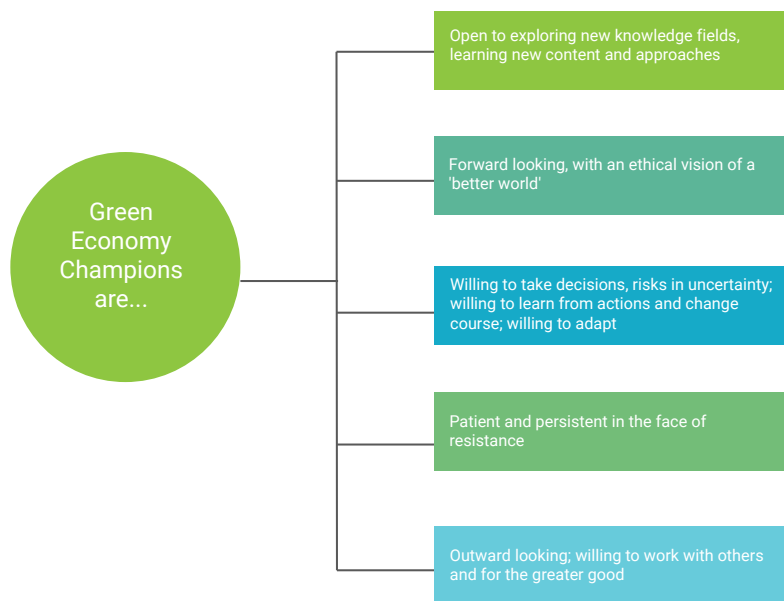 Green
Economy
Champions
are...
Open to exploring new knowledge fields,
learning new content and approaches
Forward looking, with an ethical vision of a
'better world'
Willing to take decisions, risks in uncertainty;
willing to learn from actions and change
course; willing to adapt
Patient and persistent in the face of
resistance
Outward looking; willing to work with others
and for the greater good